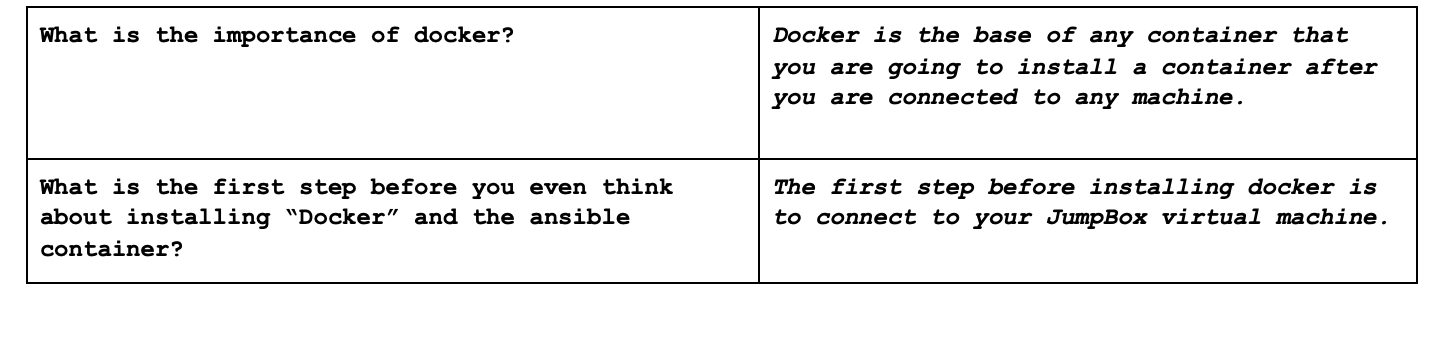 What is the importance of docker?
Docker is the base of any container that
you are going to install a container after
you are connected to any machine.
What is the first step before you even think
about installing “Docker” and the ansible
container?
The first step before installing docker is
to connect to your JumpBox virtual machine.